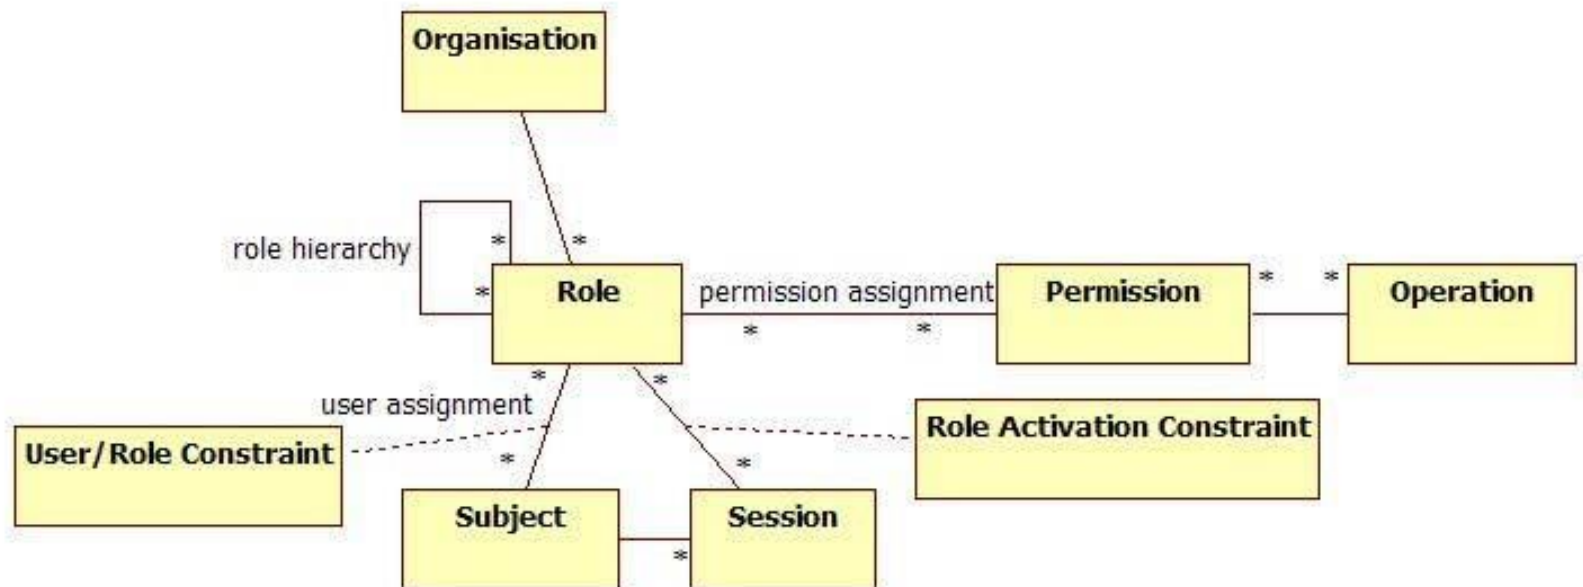 Organisation
role hierarchy
*
*
*
Role
permission assignment
*
*
Permission
*
*
Operation
user assignment
*
*
*
*
User/Role Constraint
Role Activation Constraint
Subject
*
Session